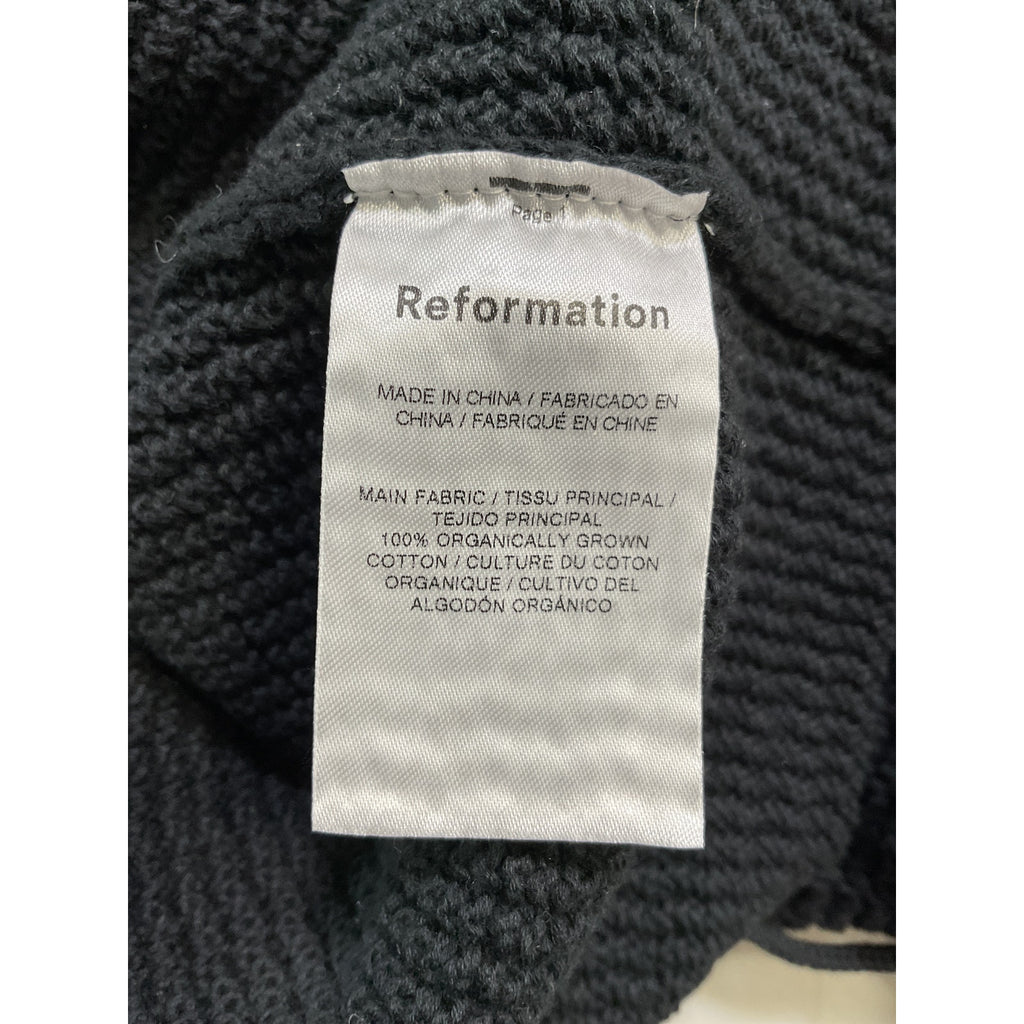 Page 1
Reformation
MADE IN CHINA / FABRICADO EN
CHINA / FABRIQUÉ EN CHINE
MAIN FABRIC / TISSU PRINCIPAL /
TEJIDO PRINCIPAL
100% ORGANICALLY GROWN
COTTON / CULTURE DU COTON
ORGANIQUE / CULTIVO DEL
ALGODÓN ORGÁNICO